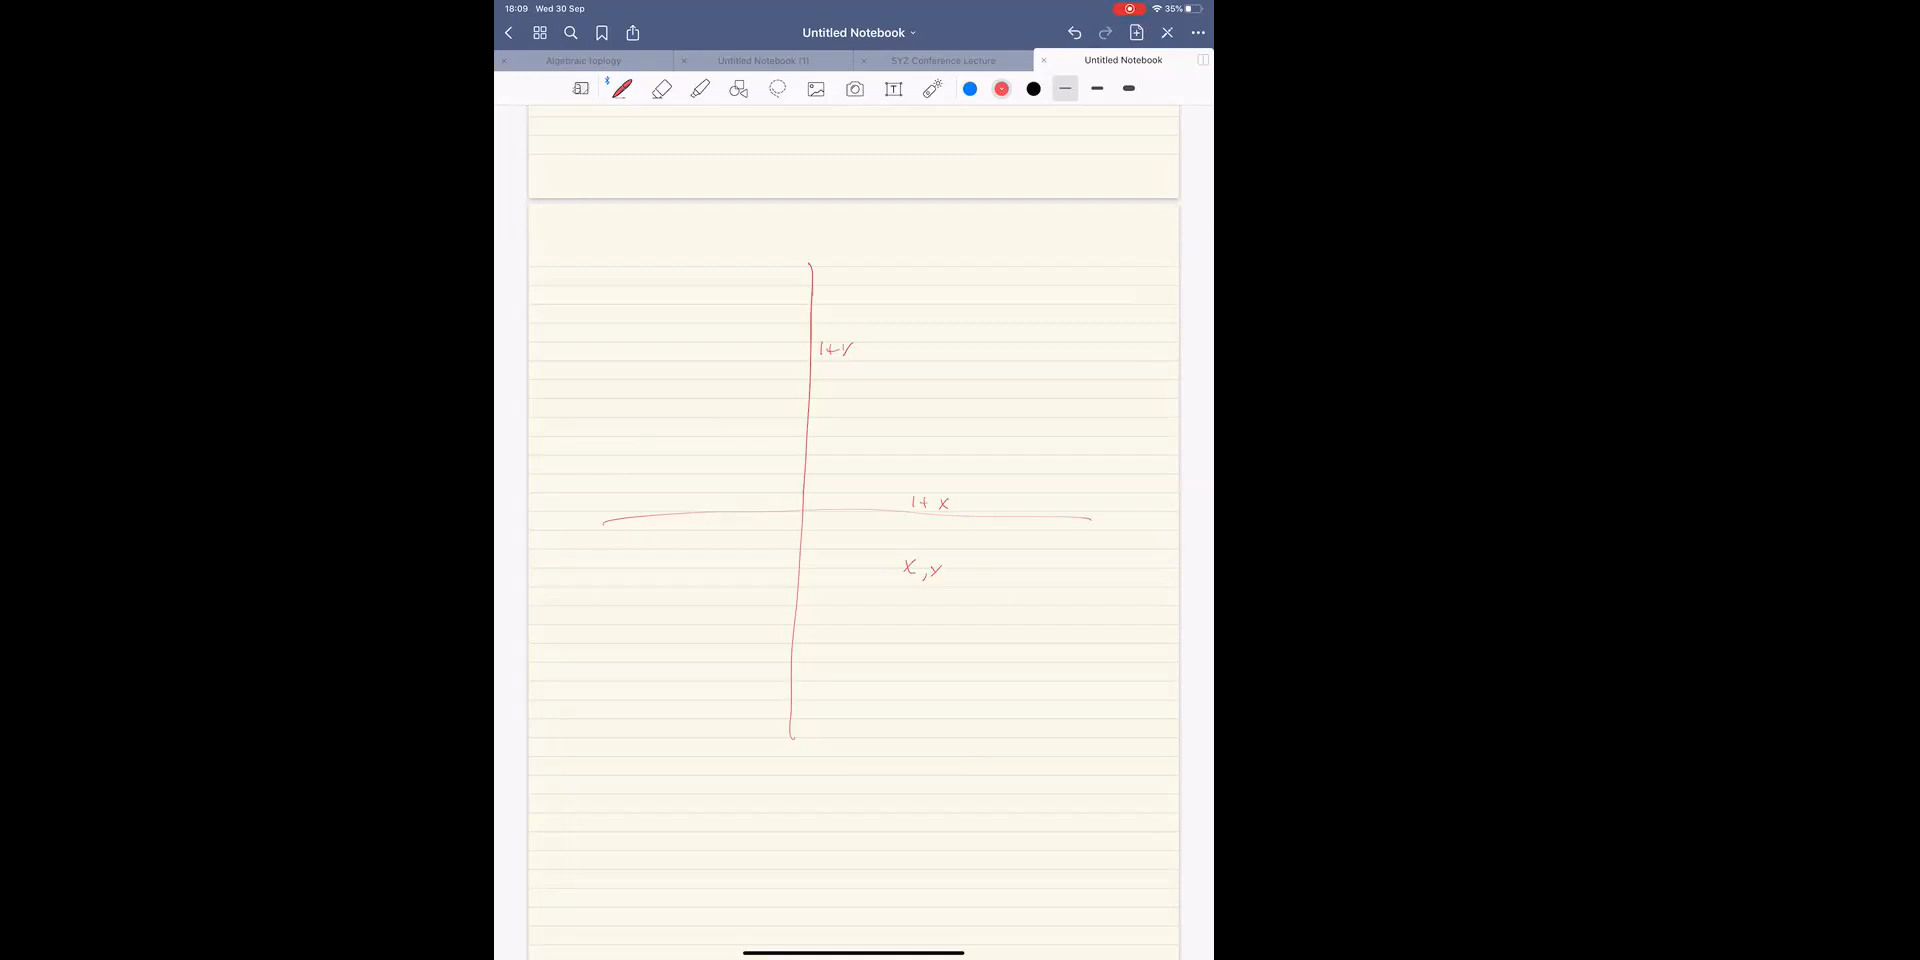 18:09 Wed 30 Sep
35%
Untitled Notebook
Algebraic Toplogy
Untitled Notebook (1)
SYZ Conference Lecture
Untitled Notebook
T
1+y
1+ x
x, y